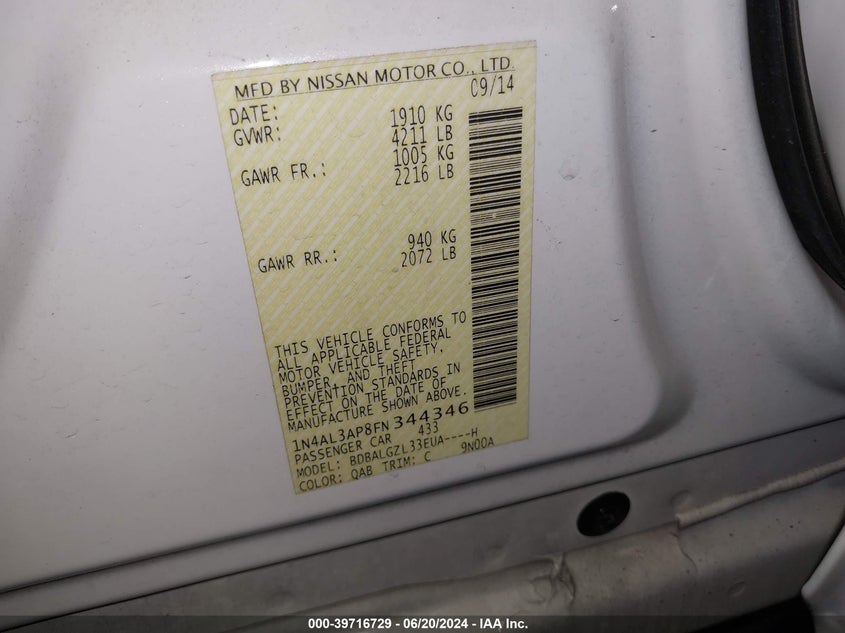 MFD BY NISSAN MOTOR CO., LTD.
DATE: 09/14
GVWR: 1910 KG
4211 LB
GAWR FR.: 1005 KG
2216 LB
GAWR RR.: 940 KG
2072 LB
THIS VEHICLE CONFORMS TO
ALL APPLICABLE FEDERAL
MOTOR VEHICLE SAFETY,
BUMPER, AND THEFT
PREVENTION STANDARDS IN
EFFECT ON THE DATE OF
MANUFACTURE SHOWN ABOVE.
1N4AL3AP8FN344346
PASSENGER CAR 433
MODEL: BDBALGZL33EUA----H
COLOR: QAB TRIM: C 9N00A
000-39716729 - 06/20/2024 - IAA Inc.